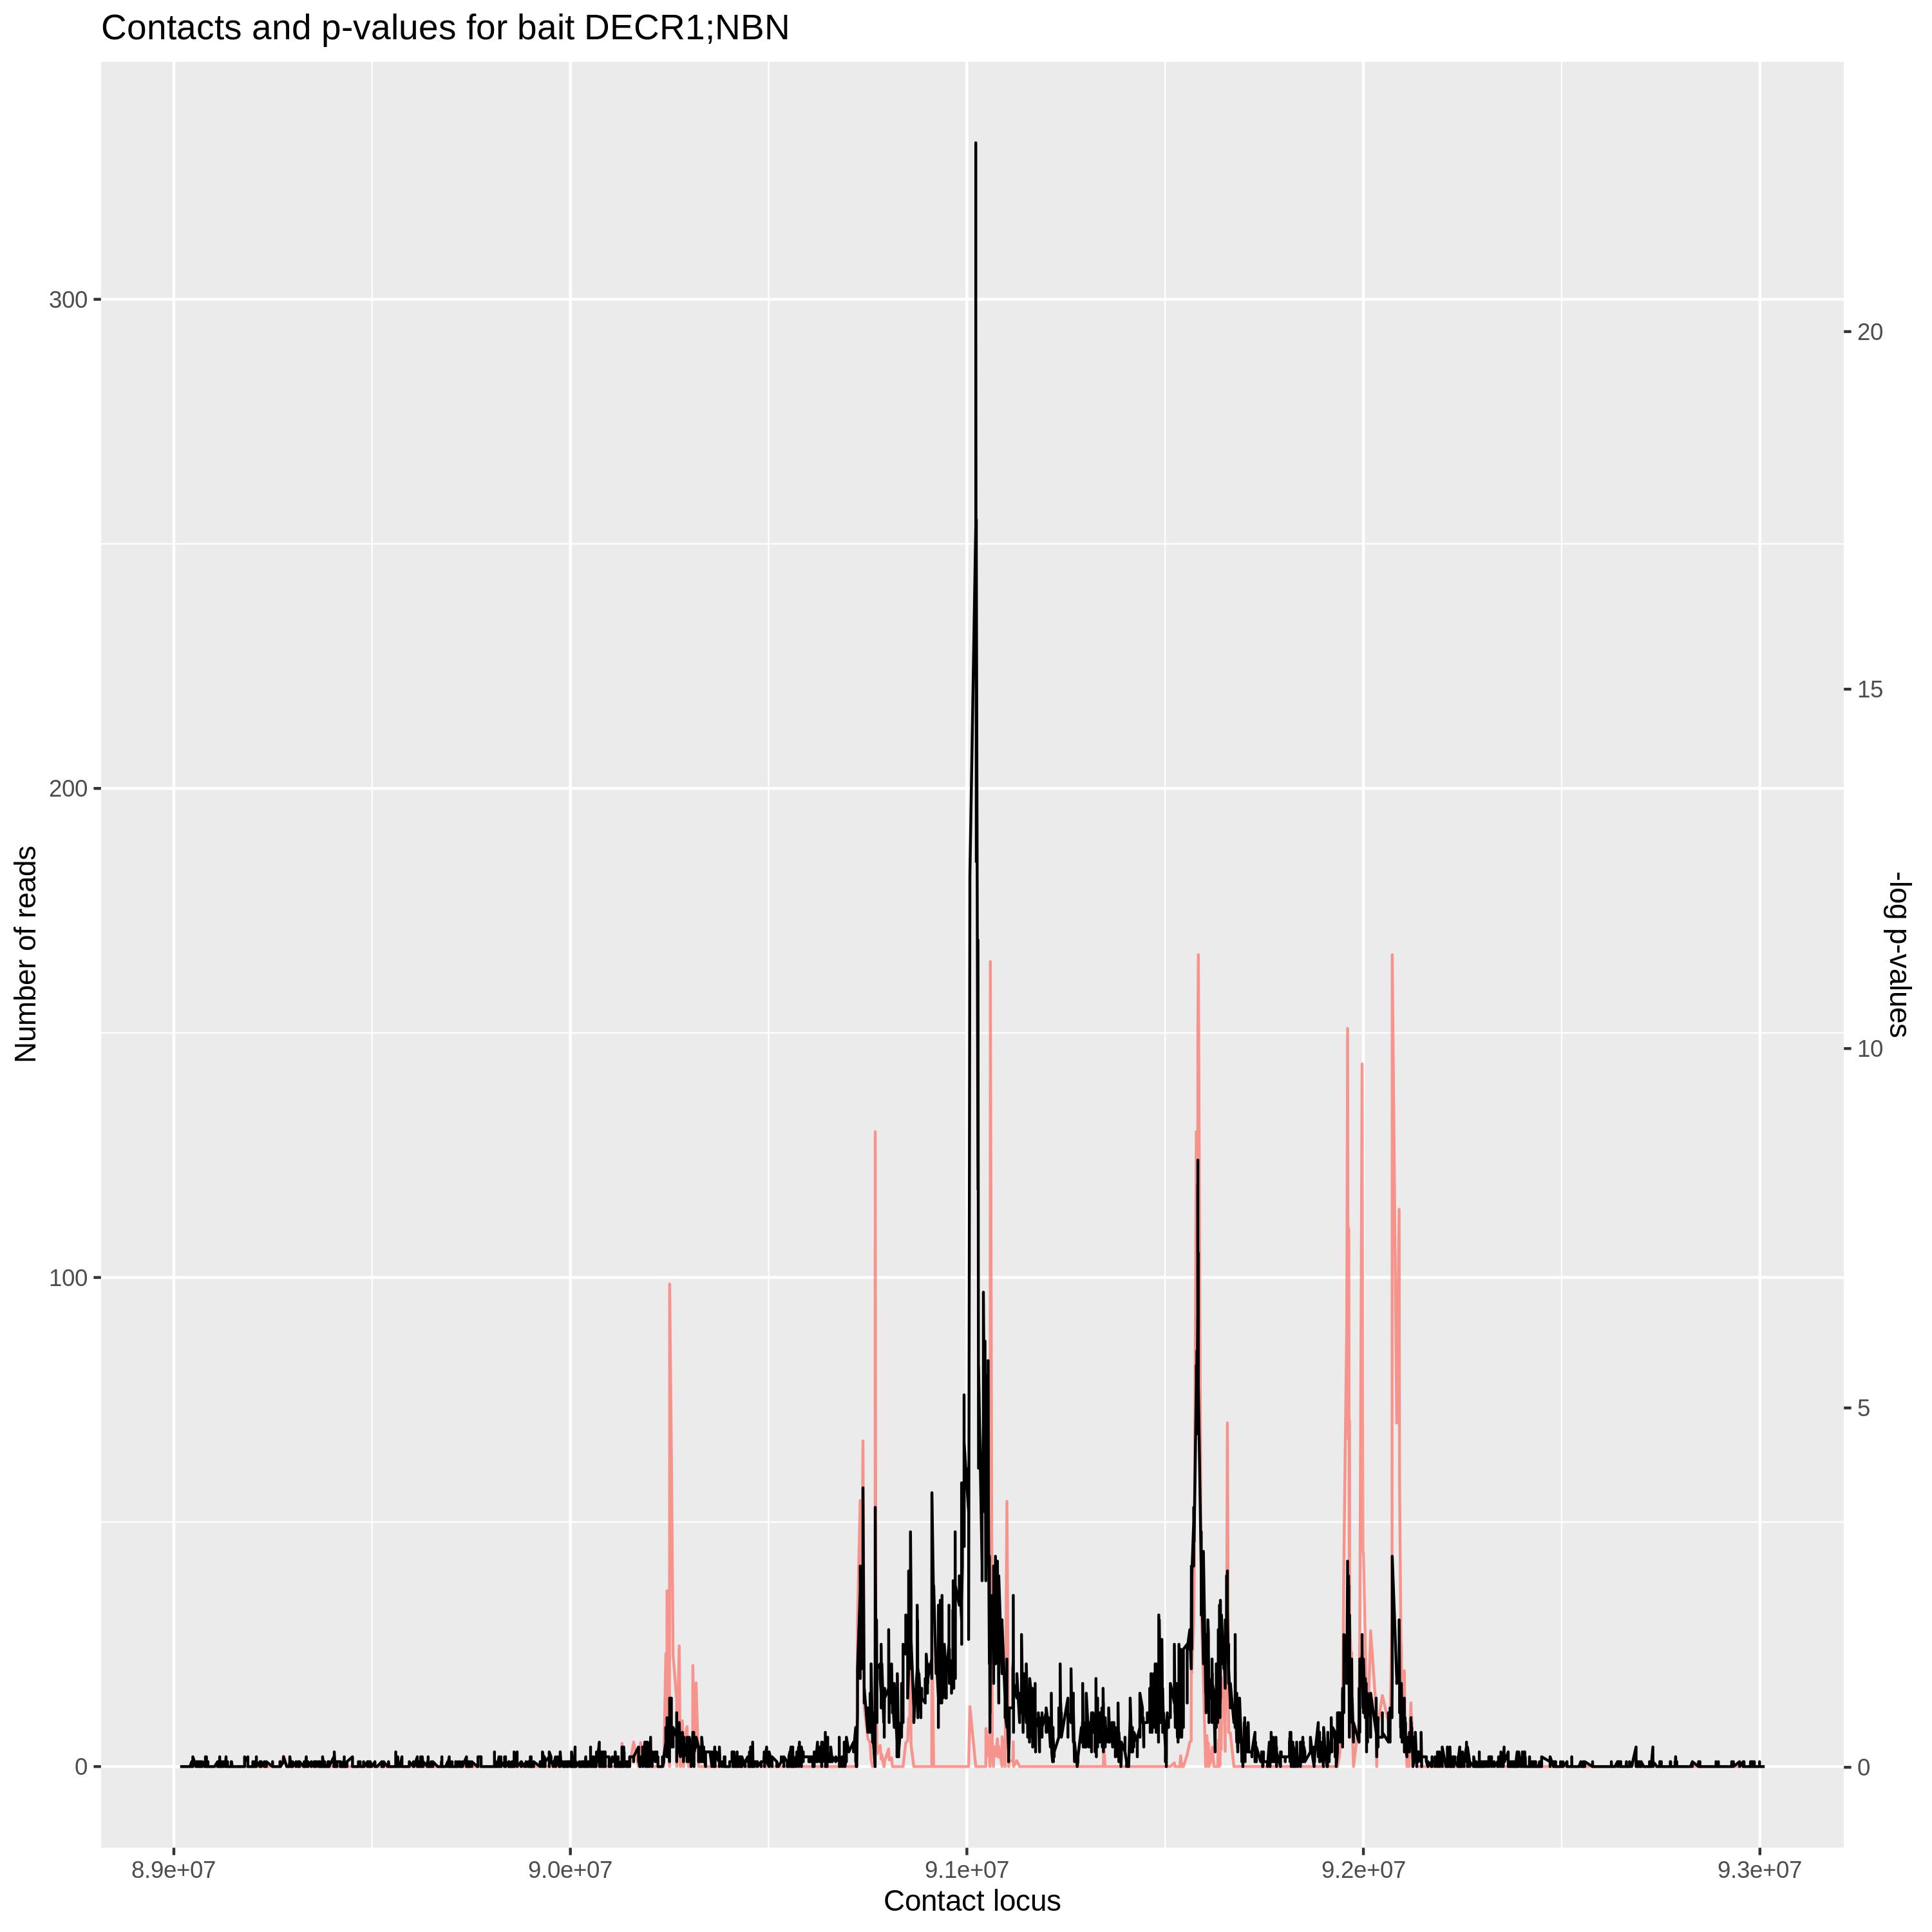 Contacts and p-values for bait DECR1;NBN
Number of reads
300
200
100
0
20
15
10
5
0
-log p-values
8.9e+07
9.0e+07
9.1e+07
9.2e+07
9.3e+07
Contact locus